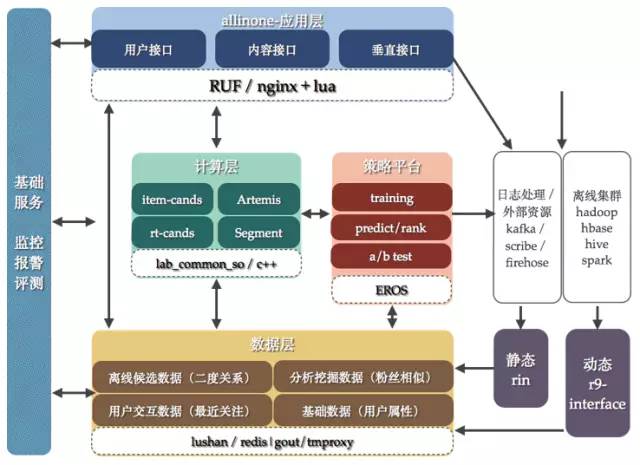 allinone-应用层
用户接口
内容接口
垂直接口
RUF / nginx + lua
基础
服务
监控
报警
评测
计算层
item-cands
Artemis
rt-cands
Segment
lab_common_so / c++
策略平台
training
predict/rank
a/b test
EROS
日志处理 /
外部资源
kafka /
scribe /
firehose
离线集群
hadoop
hbase
hive
spark
数据层
离线候选数据（二度关系）
分析挖掘数据（粉丝相似）
用户交互数据（最近关注）
基础数据（用户属性）
lushan / redis|gout/tmproxy
静态
rin
动态
r9-
interface